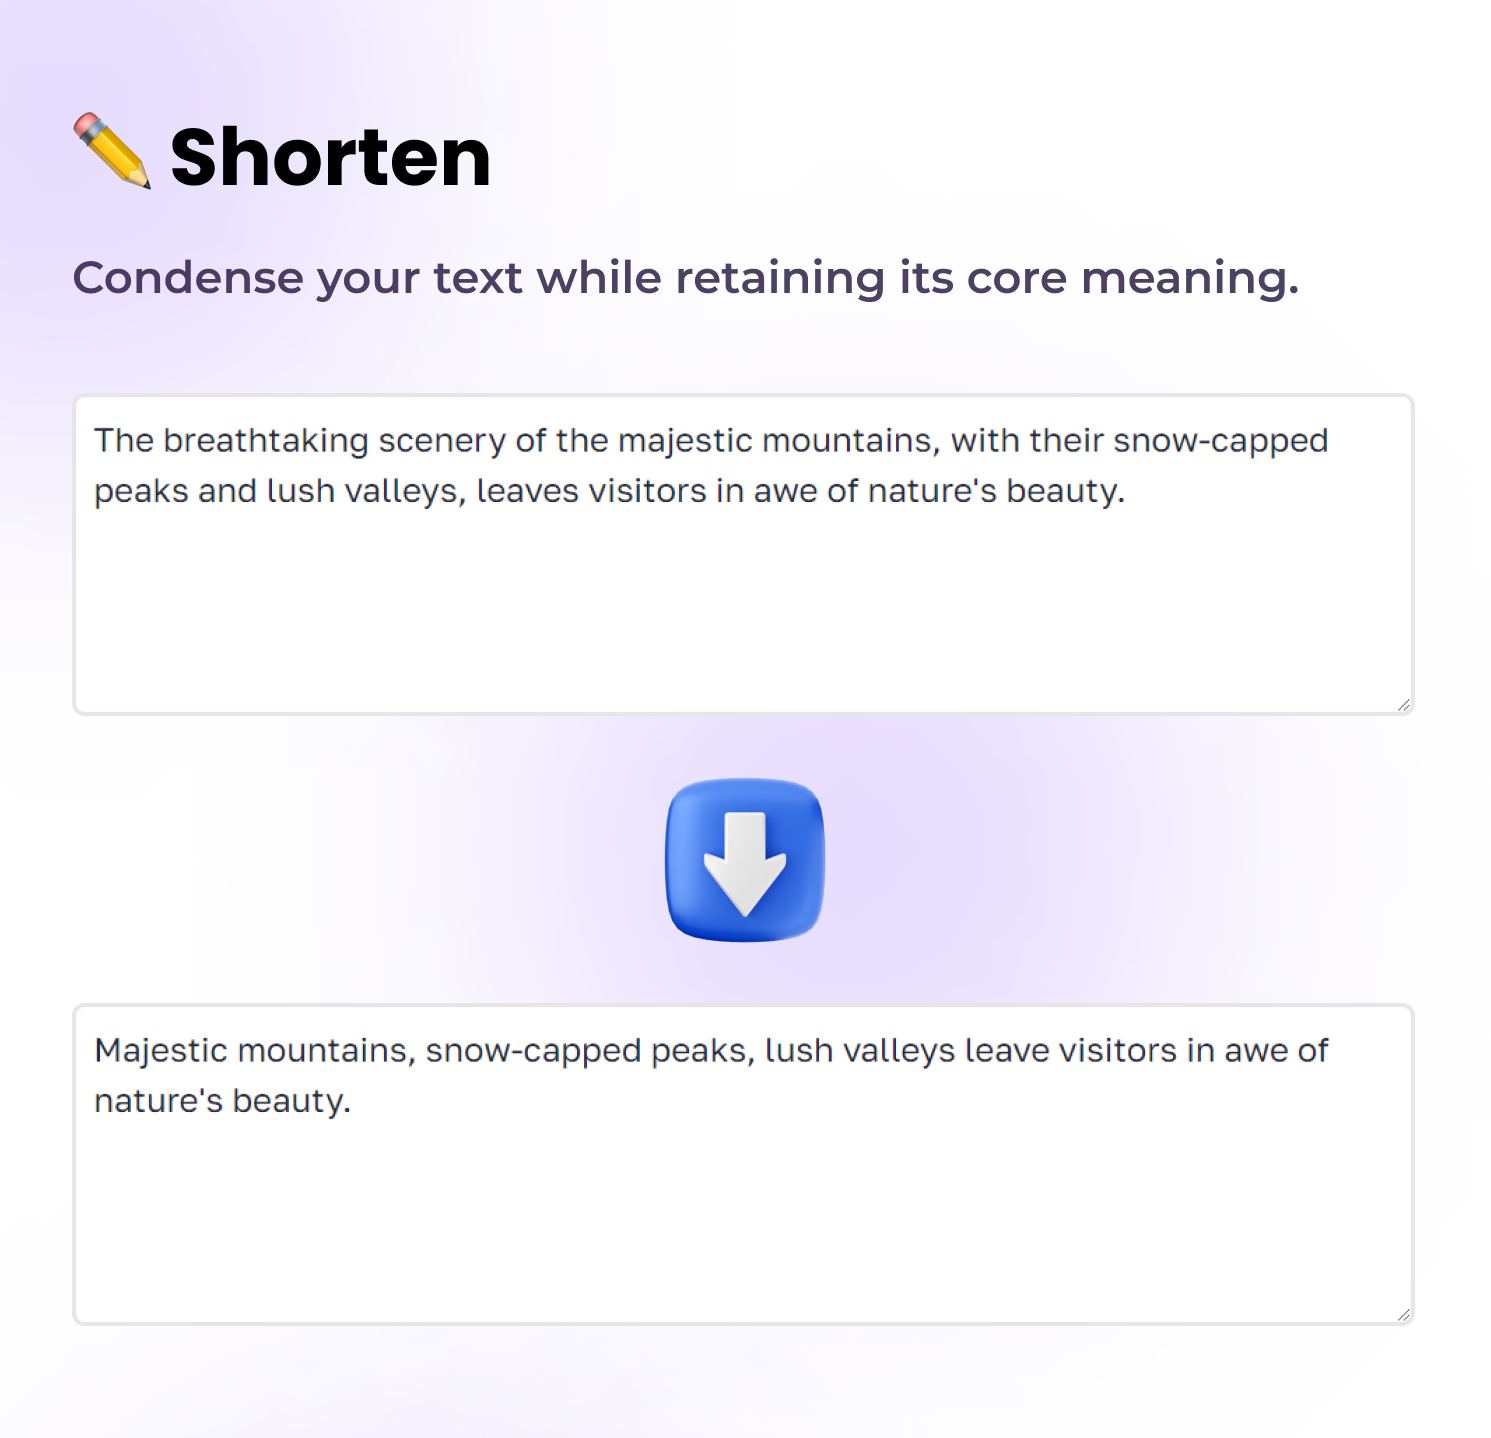 Shorten
Condense your text while retaining its core meaning.
The breathtaking scenery of the majestic mountains, with their snow-capped
peaks and lush valleys, leaves visitors in awe of nature's beauty.
Majestic mountains, snow-capped peaks, lush valleys leave visitors in awe of
nature's beauty.